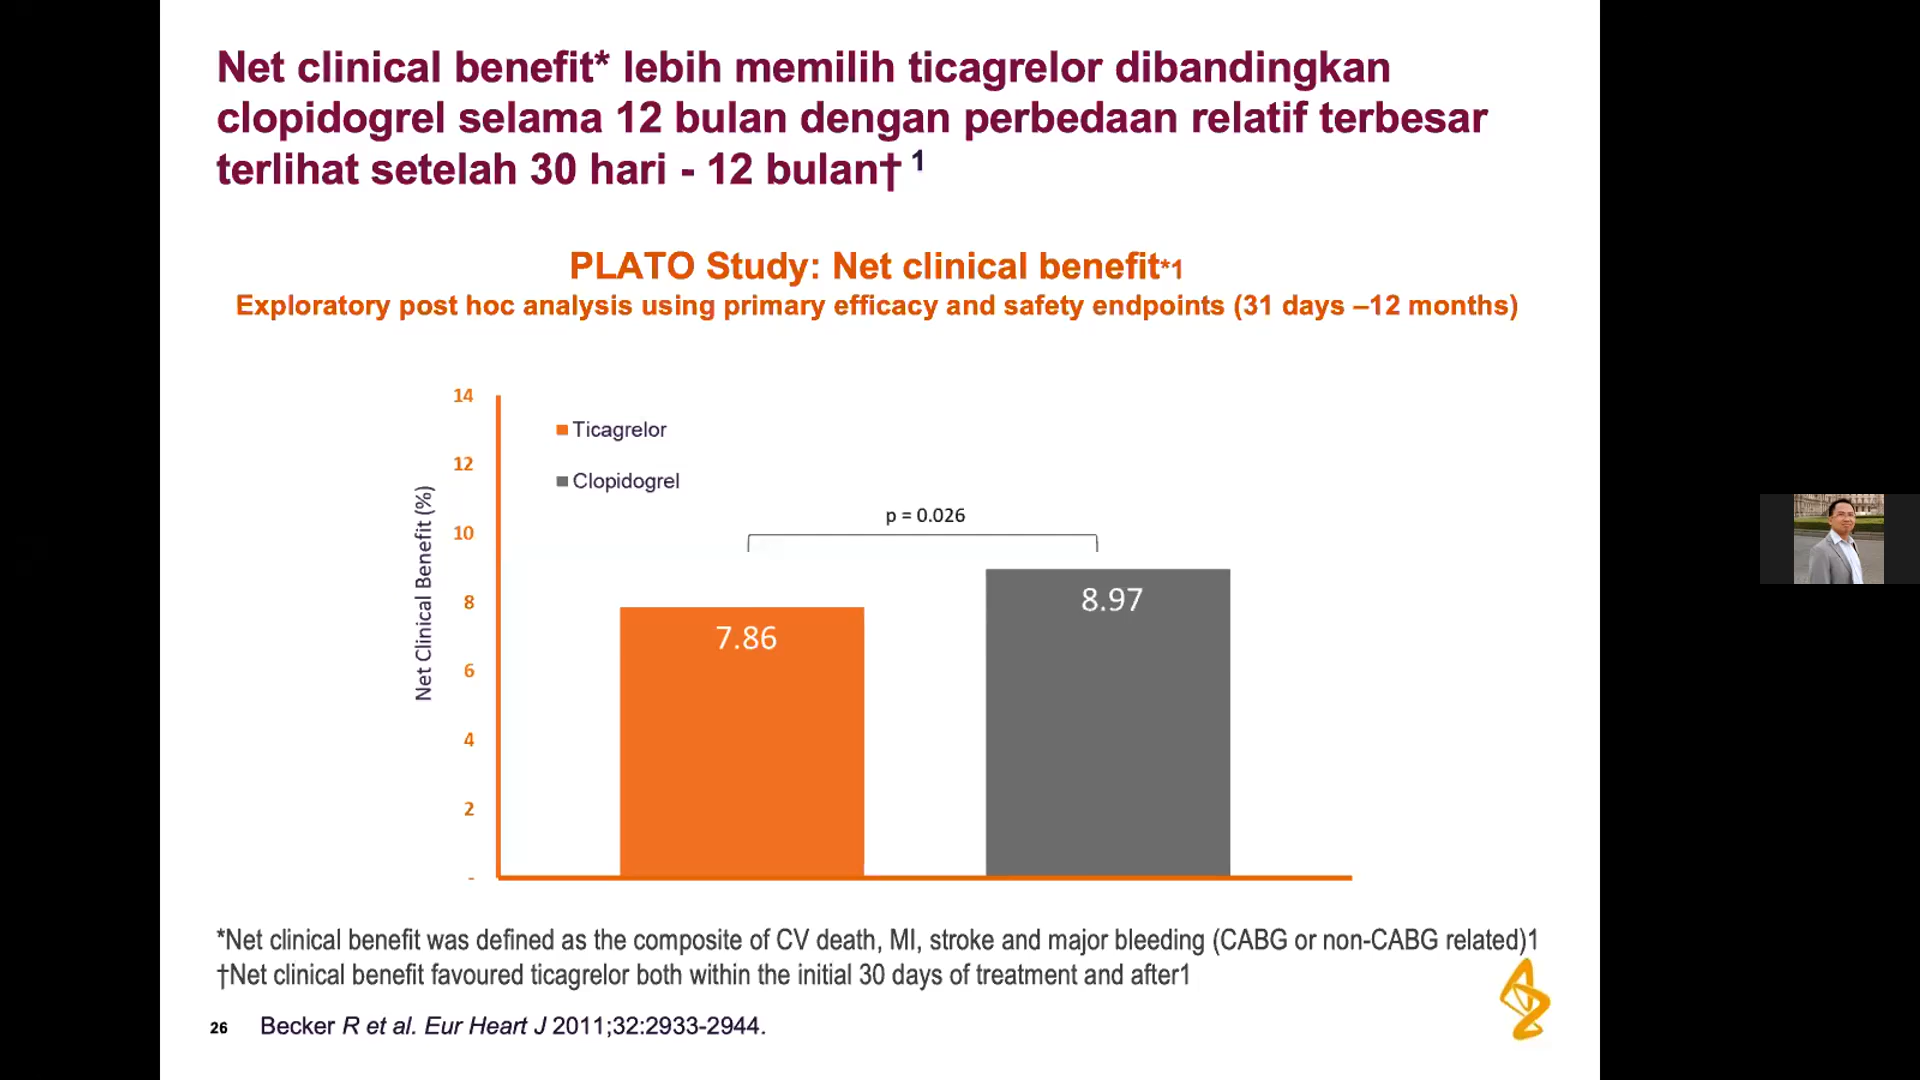 Net clinical benefit* lebih memilih ticagrelor dibandingkan
clopidogrel selama 12 bulan dengan perbedaan relatif terbesar
terlihat setelah 30 hari - 12 bulan† 1
PLATO Study: Net clinical benefit*1
Exploratory post hoc analysis using primary efficacy and safety endpoints (31 days –12 months)
Net Clinical Benefit (%)
14
12
10
8
6
4
2
-
Ticagrelor
Clopidogrel
p = 0.026
7.86
8.97
*Net clinical benefit was defined as the composite of CV death, MI, stroke and major bleeding (CABG or non-CABG related)1
†Net clinical benefit favoured ticagrelor both within the initial 30 days of treatment and after1
26 Becker R et al. Eur Heart J 2011;32:2933-2944.